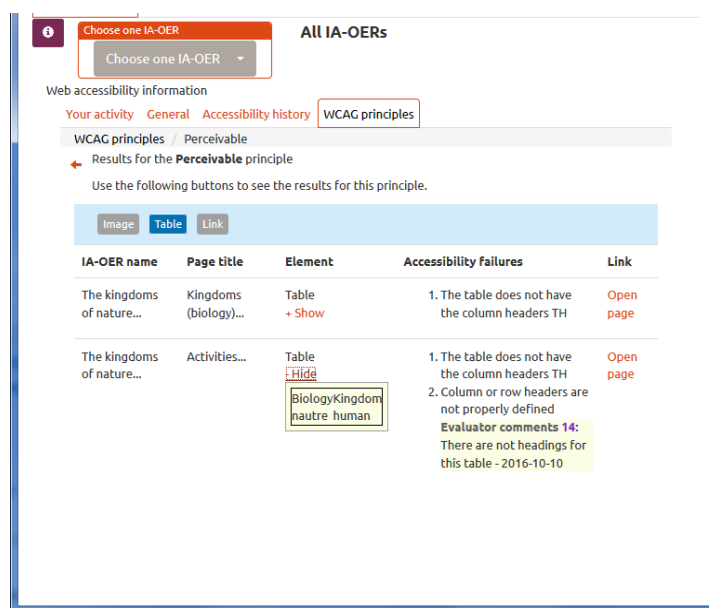 Choose one IA-OER
All IA-OERs
Choose one IA-OER
Web accessibility information
Your activity General Accessibility history WCAG principles
WCAG principles / Perceivable
Results for the Perceivable principle
Use the following buttons to see the results for this principle.
Image Table Link
IA-OER name Page title Element Accessibility failures Link
The kingdoms Kingdoms Table 1. The table does not have Open
of nature... (biology)... + Show the column headers TH page
The kingdoms Activities... Table 1. The table does not have Open
of nature... - Hide the column headers TH page
BiologyKingdom 2. Column or row headers are
nautre human not properly defined
Evaluator comments 14:
There are not headings for
this table - 2016-10-10